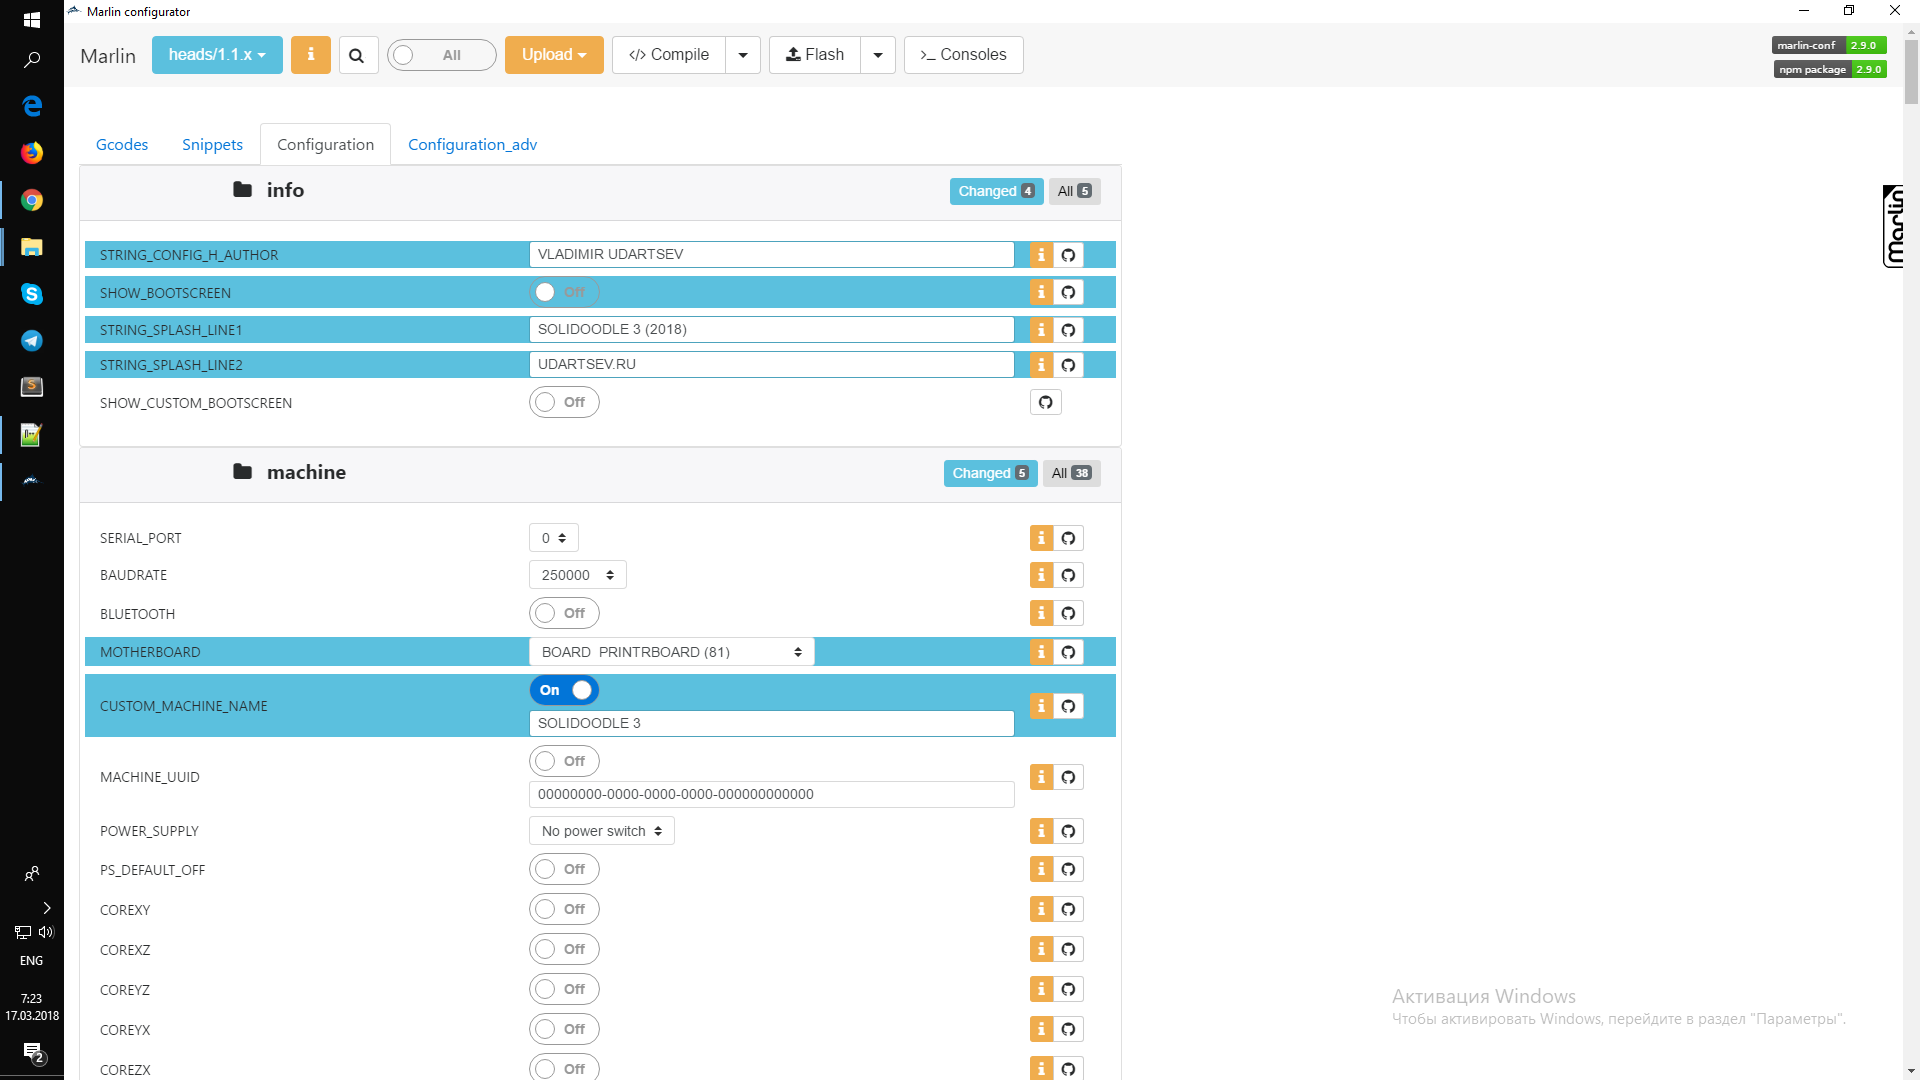 Marlin configurator
Marlin heads/1.1.x i All Upload </> Compile Flash >_ Consoles
marlin-conf 2.9.0
npm package 2.9.0
Gcodes Snippets Configuration Configuration_adv
Marlin
info Changed 4 All 5
STRING_CONFIG_H_AUTHOR VLADIMIR UDARTSEV i
SHOW_BOOTSCREEN Off i
STRING_SPLASH_LINE1 SOLIDOODLE 3 (2018) i
STRING_SPLASH_LINE2 UDARTSEV.RU i
SHOW_CUSTOM_BOOTSCREEN Off
machine Changed 5 All 38
SERIAL_PORT 0 i
BAUDRATE 250000 i
BLUETOOTH Off i
MOTHERBOARD BOARD PRINTRBOARD (81) i
CUSTOM_MACHINE_NAME On i
SOLIDOODLE 3
MACHINE_UUID Off i
00000000-0000-0000-0000-000000000000
POWER_SUPPLY No power switch i
PS_DEFAULT_OFF Off i
COREXY Off i
COREXZ Off i
COREYZ Off i
COREYX Off i
COREZX Off i
Активация Windows
Чтобы активировать Windows, перейдите в раздел "Параметры".
ENG
7:23
17.03.2018
2